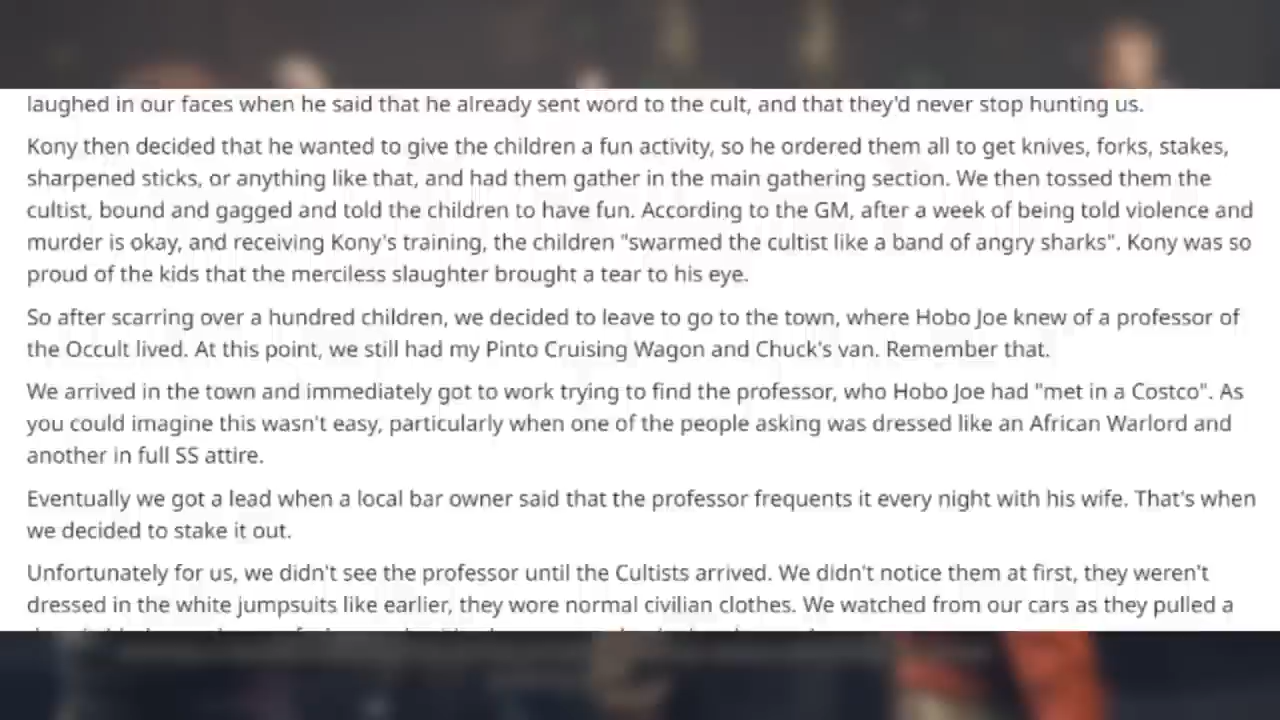 laughed in our faces when he said that he already sent word to the cult, and that they'd never stop hunting us.
Kony then decided that he wanted to give the children a fun activity, so he ordered them all to get knives, forks, stakes,
sharpened sticks, or anything like that, and had them gather in the main gathering section. We then tossed them the
cultist, bound and gagged and told the children to have fun. According to the GM, after a week of being told violence and
murder is okay, and receiving Kony's training, the children "swarmed the cultist like a band of angry sharks". Kony was so
proud of the kids that the merciless slaughter brought a tear to his eye.
So after scarring over a hundred children, we decided to leave to go to the town, where Hobo Joe knew of a professor of
the Occult lived. At this point, we still had my Pinto Cruising Wagon and Chuck's van. Remember that.
We arrived in the town and immediately got to work trying to find the professor, who Hobo Joe had "met in a Costco". As
you could imagine this wasn't easy, particularly when one of the people asking was dressed like an African Warlord and
another in full SS attire.
Eventually we got a lead when a local bar owner said that the professor frequents it every night with his wife. That's when
we decided to stake it out.
Unfortunately for us, we didn't see the professor until the Cultists arrived. We didn't notice them at first, they weren't
dressed in the white jumpsuits like earlier, they wore normal civilian clothes. We watched from our cars as they pulled a